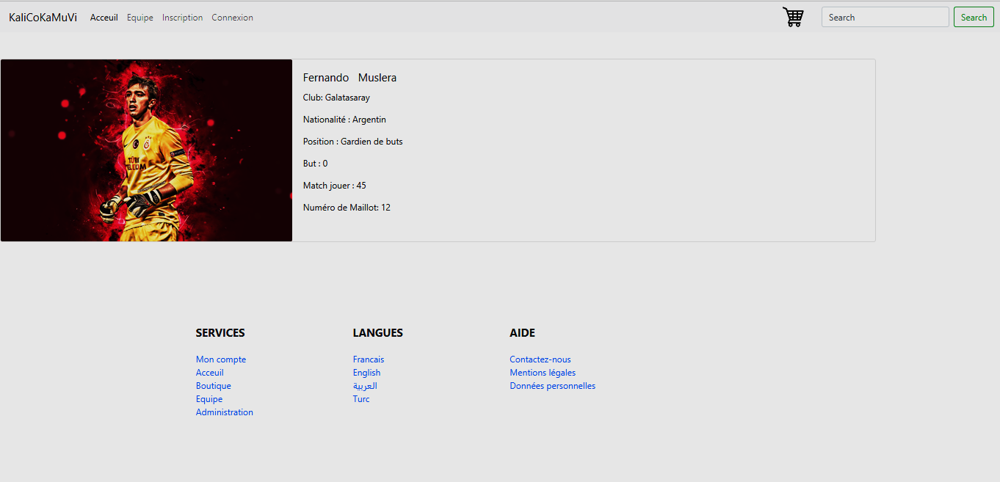 KaliCoKaMuVi Acceuil Equipe Inscription Connexion Search Search
Fernando Muslera
Club: Galatasaray
Nationalité : Argentin
Position : Gardien de buts
But : 0
Match jouer : 45
Numéro de Maillot: 12
TÜRK
TELEKOM
SERVICES
Mon compte
Acceuil
Boutique
Equipe
Administration
LANGUES
Francais
English
العربية
Turc
AIDE
Contactez-nous
Mentions légales
Données personnelles